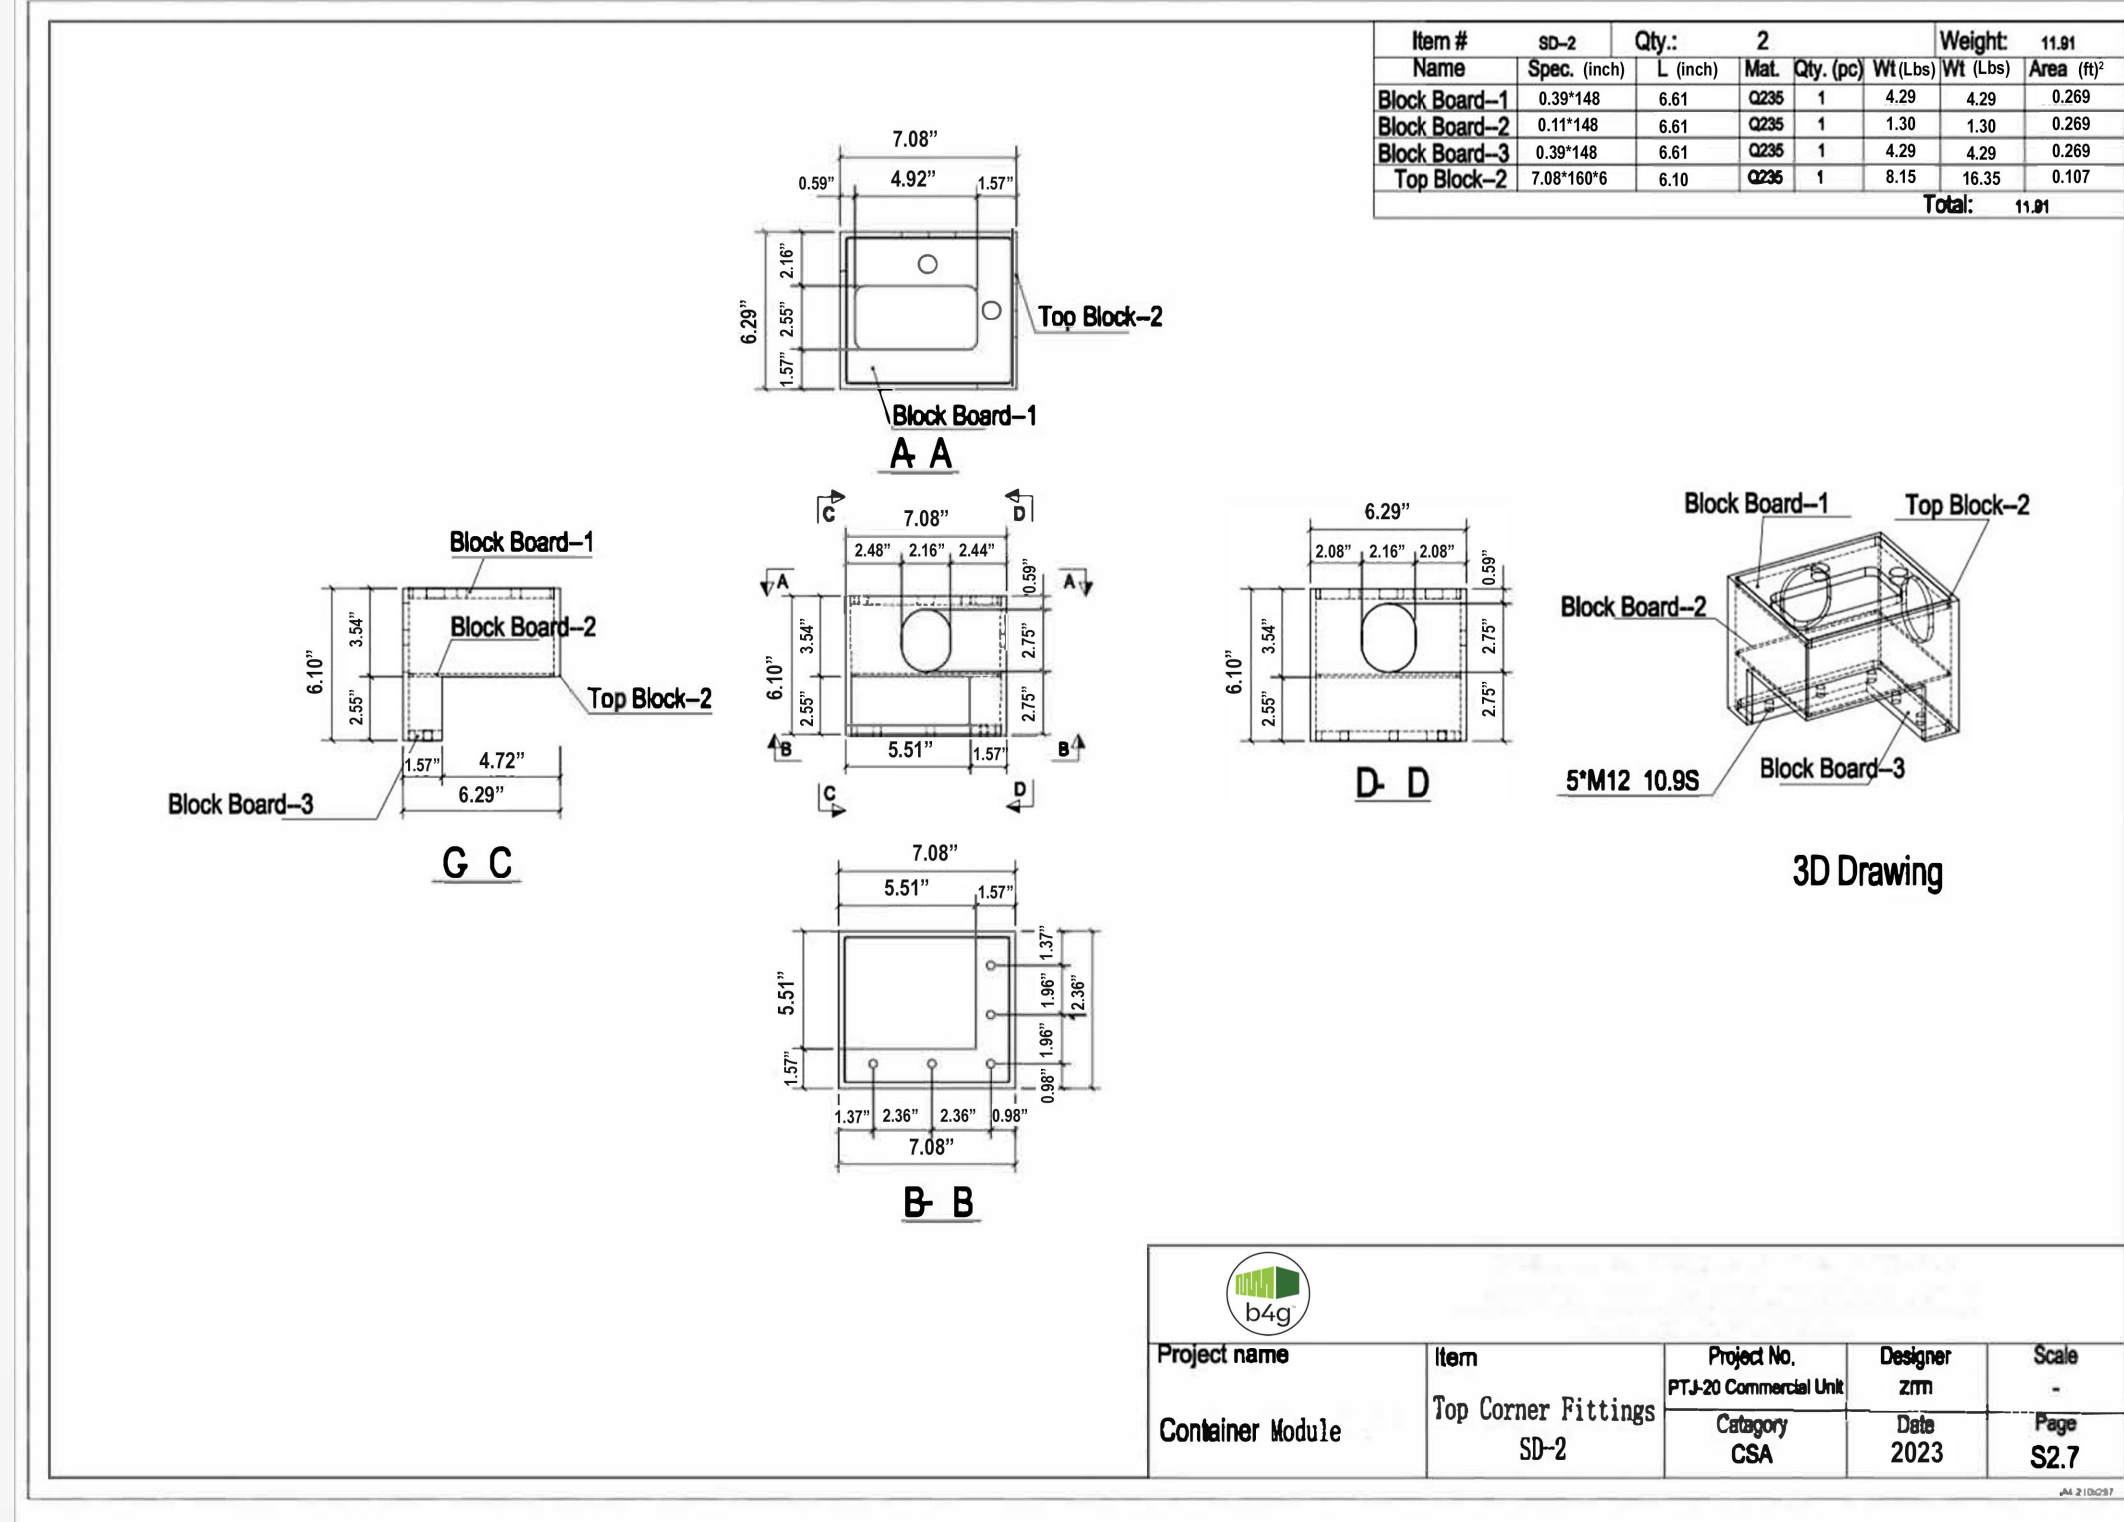 Item # SD-2 Qty.: 2 Weight: 11.91
Name Spec. (inch) L (inch) Mat. Qty. (pc) Wt (Lbs) Wt (Lbs) Area (ft)²
Block Board-1 0.39*148 6.61 Q235 1 4.29 4.29 0.269
Block Board-2 0.11*148 6.61 Q235 1 1.30 1.30 0.269
Block Board-3 0.39*148 6.61 Q235 1 4.29 4.29 0.269
Top Block-2 7.08*160*6 6.10 Q235 1 8.15 16.35 0.107
Total: 11.91
7.08”
0.59” 4.92” 1.57”
6.29”
2.16”
2.55”
1.57”
Top Block-2
Block Board-1
A- A
Block Board-1
Block Board-2
Top Block-2
Block Board-3
6.10”
3.54”
2.55”
1.57” 4.72”
6.29”
G C
C D
7.08”
2.48” 2.16” 2.44”
A A
0.59”
6.10”
3.54”
2.55”
2.75”
2.75”
B B
5.51” 1.57”
C D
6.29”
2.08” 2.16” 2.08”
0.59”
6.10”
3.54”
2.55”
2.75”
2.75”
D- D
Block Board-1 Top Block-2
Block Board-2
5*M12 10.9S
Block Board-3
3D Drawing
7.08”
5.51” 1.57”
5.51”
1.57”
1.37”
1.96”
1.96”
0.98”
12.36”
1.37” 2.36” 2.36” 0.98”
7.08”
B- B
b4g
Project name
Container Module
Item
Top Corner Fittings
SD-2
Project No.
PTJ-20 Commercial Unit
Designer
zm
Scale
-
Catagory
CSA
Date
2023
Page
S2.7
A4 210x297